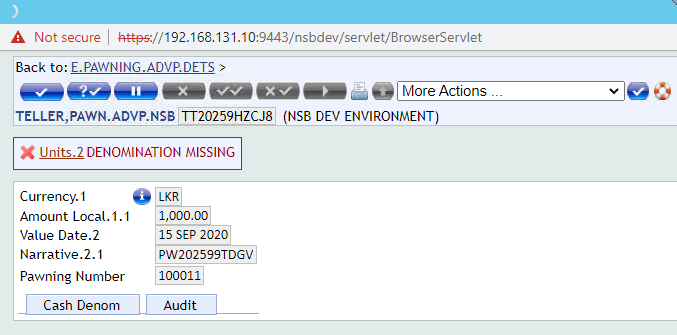 Not secure https://192.168.131.10:9443/nsbdev/servlet/BrowserServlet
Back to: E.PAWNING.ADVP.DETS >
More Actions ...
TELLER,PAWN.ADVP.NSB TT20259HZCJ8 (NSB DEV ENVIRONMENT)
Units.2 DENOMINATION MISSING
Currency.1 LKR
Amount Local.1.1 1,000.00
Value Date.2 15 SEP 2020
Narrative.2.1 PW202599TDGV
Pawning Number 100011
Cash Denom Audit